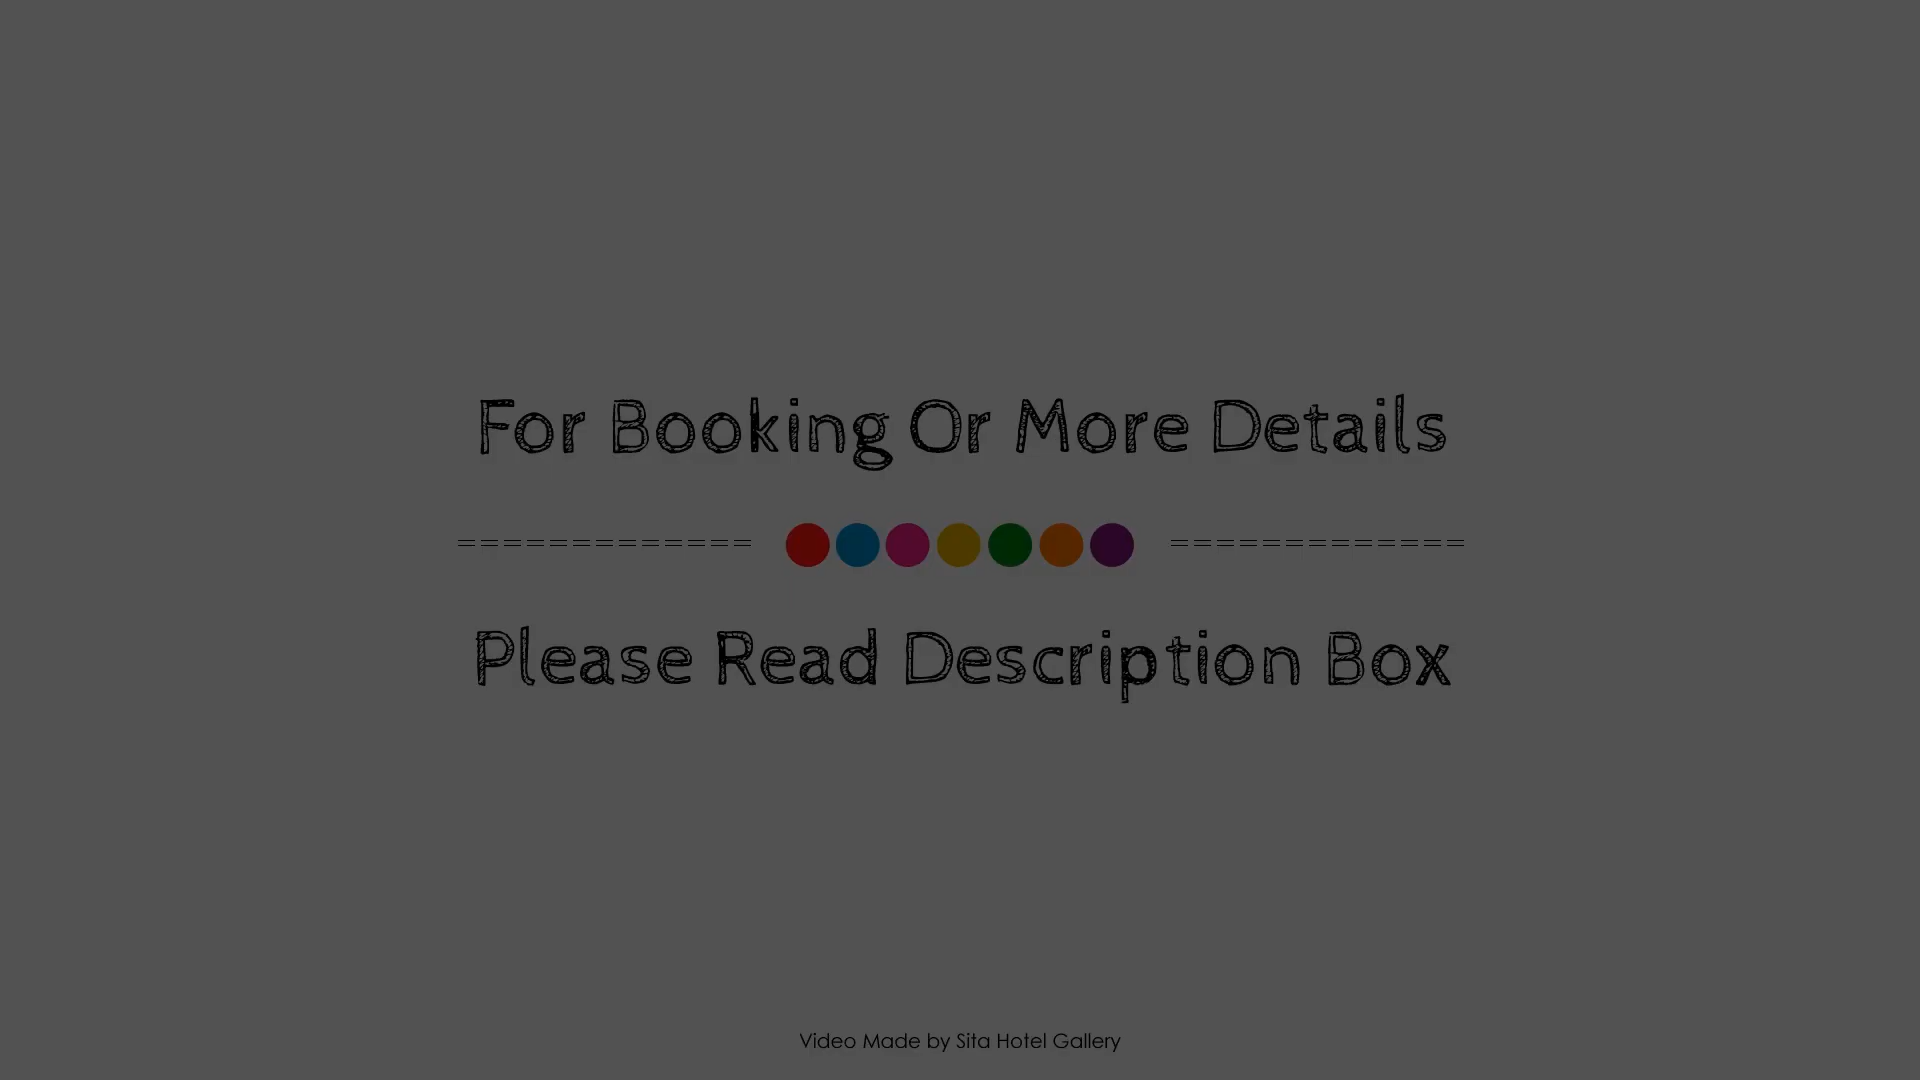 For Booking Or More Details
============= =============
Please Read Description Box
Video Made by Sita Hotel Gallery